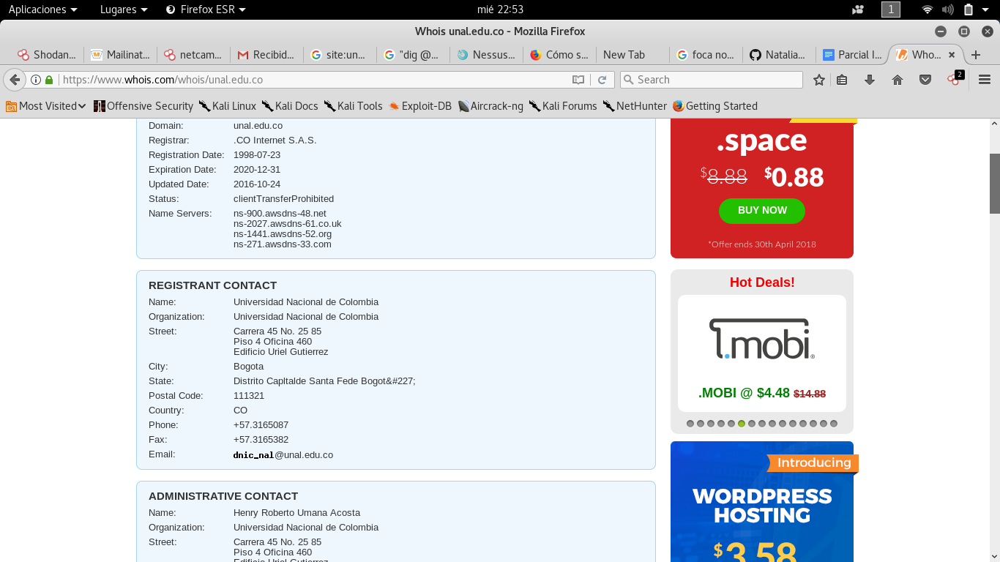 Aplicaciones Lugares Firefox ESR mié 22:53 1
Whois unal.edu.co - Mozilla Firefox
Shodan... Mailinat... netcam... Recibid... site:un... "dig @... Nessus... Cómo s... New Tab foca no... Natalia... Parcial I... Who...
https://www.whois.com/whois/unal.edu.co Search 2
Most Visited Offensive Security Kali Linux Kali Docs Kali Tools Exploit-DB Aircrack-ng Kali Forums NetHunter Getting Started
Domain: unal.edu.co
Registrar: .CO Internet S.A.S.
Registration Date: 1998-07-23
Expiration Date: 2020-12-31
Updated Date: 2016-10-24
Status: clientTransferProhibited
Name Servers: ns-900.awsdns-48.net
ns-2027.awsdns-61.co.uk
ns-1441.awsdns-52.org
ns-271.awsdns-33.com
REGISTRANT CONTACT
Name: Universidad Nacional de Colombia
Organization: Universidad Nacional de Colombia
Street: Carrera 45 No. 25 85
Piso 4 Oficina 460
Edificio Uriel Gutierrez
City: Bogota
State: Distrito Capltalde Santa Fede Bogot&#227;
Postal Code: 111321
Country: CO
Phone: +57.3165087
Fax: +57.3165382
Email: dnic_nal@unal.edu.co
ADMINISTRATIVE CONTACT
Name: Henry Roberto Umana Acosta
Organization: Universidad Nacional de Colombia
Street: Carrera 45 No. 25 85
Piso 4 Oficina 460
Edificio Uriel Gutierrez
.space
$8.88 $0.88
BUY NOW
*Offer ends 30th April 2018
Hot Deals!
.mobi®
.MOBI @ $4.48 $14.88
Introducing
WORDPRESS
HOSTING
$3.58